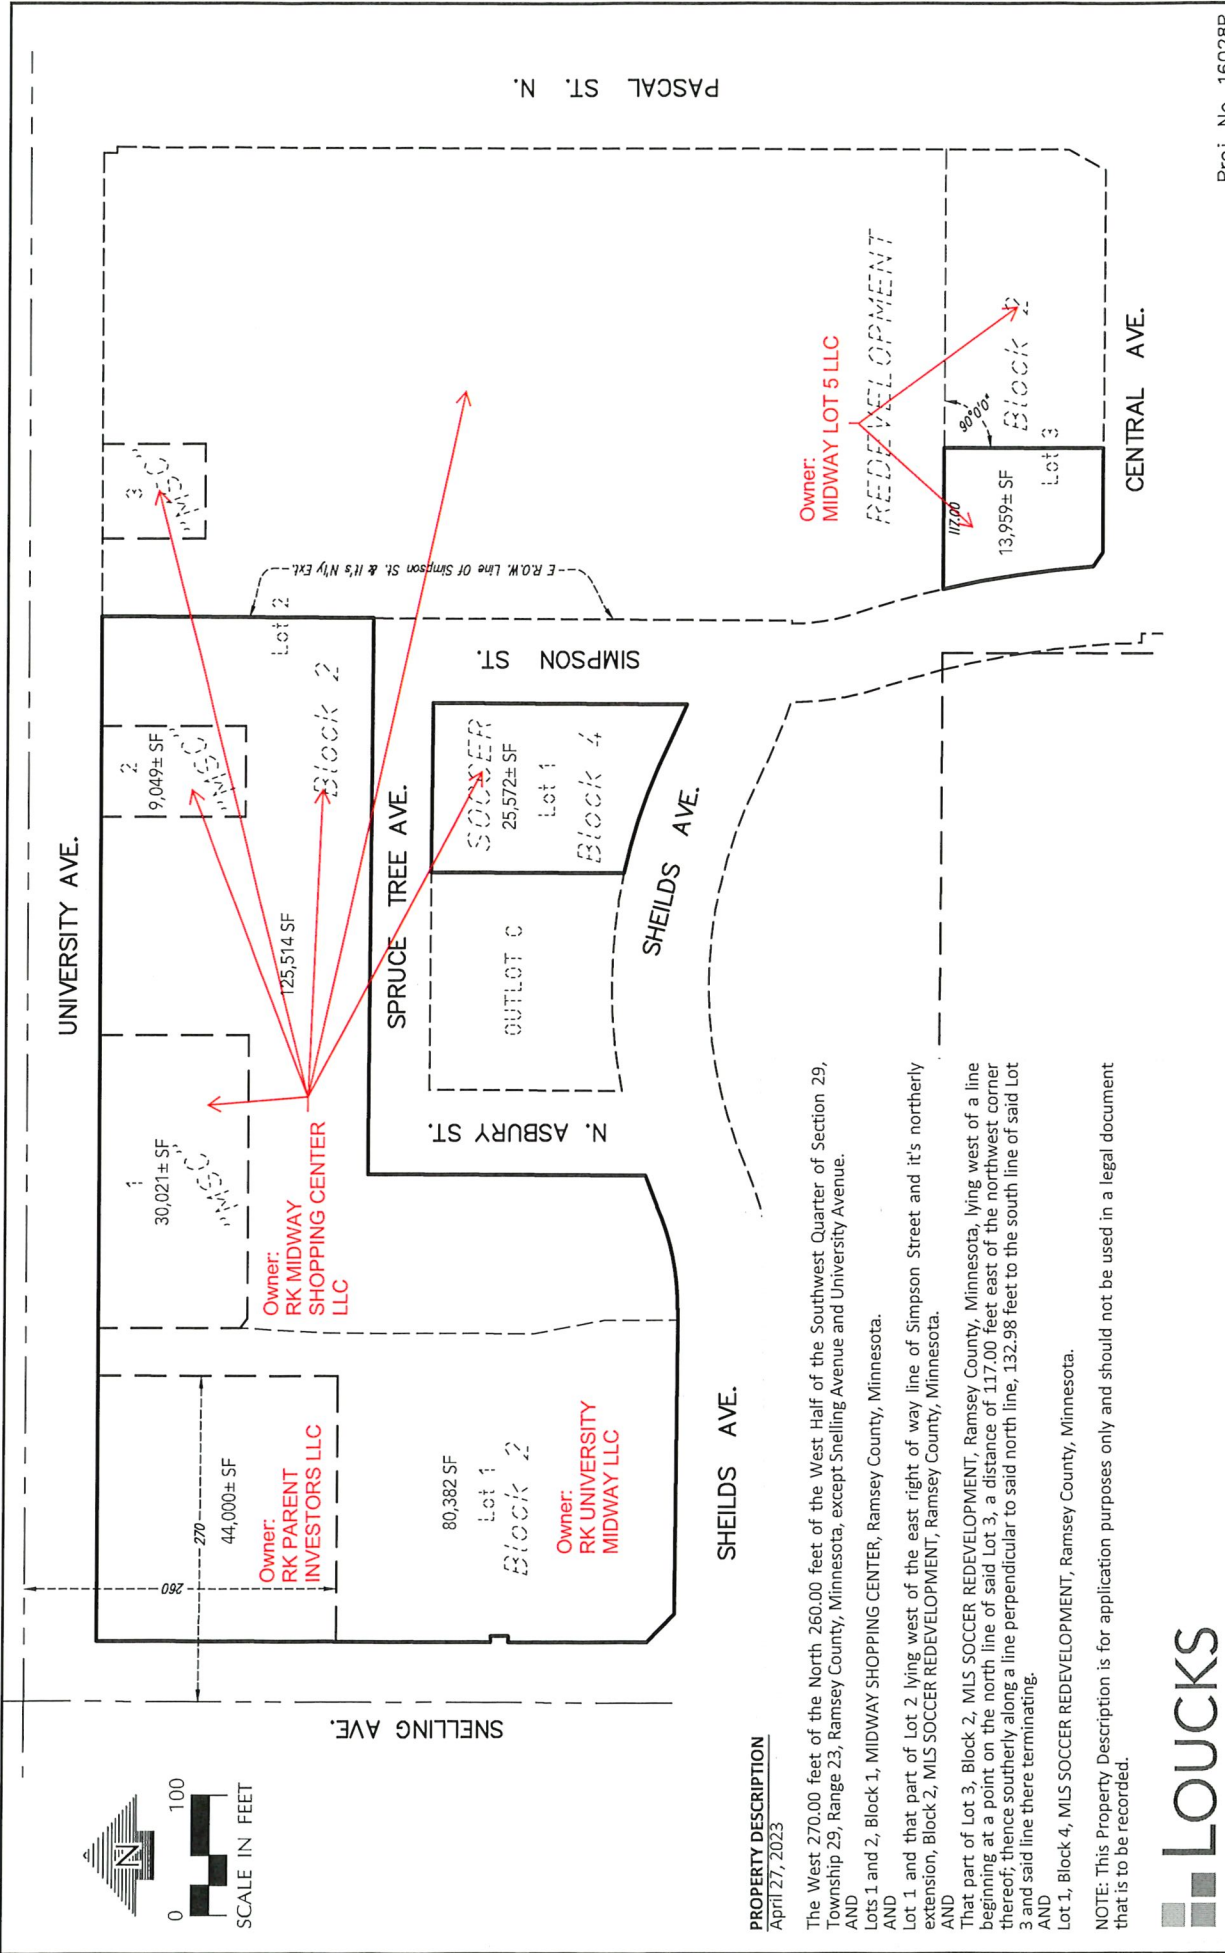 N
0 100
SCALE IN FEET
UNIVERSITY AVE.
PASCAL ST. N.
SNELLING AVE.
260
270
44,000± SF
Owner:
RK PARENT
INVESTORS LLC
80,382 SF
Lot 1
Block 2
Owner:
RK UNIVERSITY
MIDWAY LLC
1
30,021± SF
"MSC"
Owner:
RK MIDWAY
SHOPPING CENTER
LLC
125,514 SF
2
9,049± SF
"MSC"
Lot 2
Block 2
3
"MSC"
E R.O.W. Line Of Simpson St. & It's N'ly Ext.
SPRUCE TREE AVE.
N. ASBURY ST.
OUTLOT C
SOCCER
25,572± SF
Lot 1
Block 4
SIMPSON ST.
SHEILDS AVE.
SHEILDS AVE.
Owner:
MIDWAY LOT 5 LLC
REDEVELOPMENT
117.00
90°0'0"
13,959± SF
Block 2
Lot 3
CENTRAL AVE.
PROPERTY DESCRIPTION
April 27, 2023
The West 270.00 feet of the North 260.00 feet of the West Half of the Southwest Quarter of Section 29,
Township 29, Range 23, Ramsey County, Minnesota, except Snelling Avenue and University Avenue.
AND
Lots 1 and 2, Block 1, MIDWAY SHOPPING CENTER, Ramsey County, Minnesota.
AND
Lot 1 and that part of Lot 2 lying west of the east right of way line of Simpson Street and it's northerly
extension, Block 2, MLS SOCCER REDEVELOPMENT, Ramsey County, Minnesota.
AND
That part of Lot 3, Block 2, MLS SOCCER REDEVELOPMENT, Ramsey County, Minnesota, lying west of a line
beginning at a point on the north line of said Lot 3, a distance of 117.00 feet east of the northwest corner
thereof; thence southerly along a line perpendicular to said north line, 132.98 feet to the south line of said Lot
3 and said line there terminating.
AND
Lot 1, Block 4, MLS SOCCER REDEVELOPMENT, Ramsey County, Minnesota.
NOTE: This Property Description is for application purposes only and should not be used in a legal document
that is to be recorded.
LOUCKS
Proj. No. 16028B